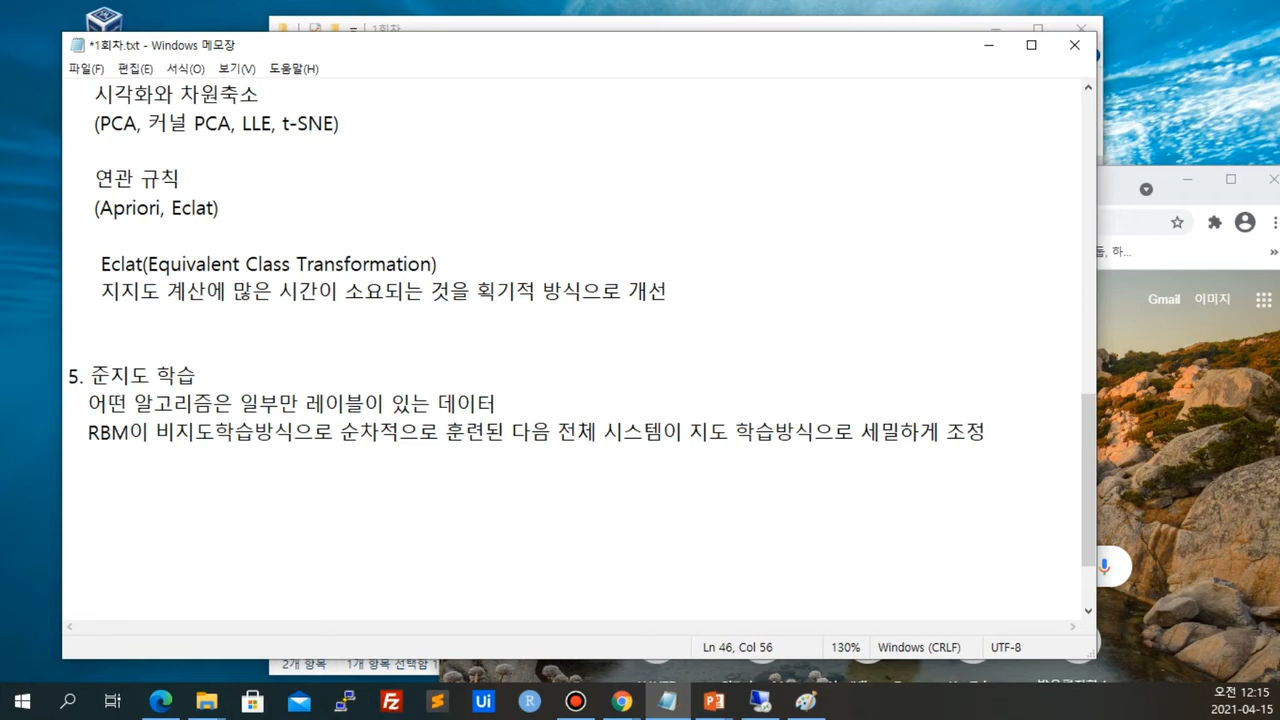 1회차
*1회차.txt - Windows 메모장
파일(F) 편집(E) 서식(O) 보기(V) 도움말(H)
시각화와 차원축소
(PCA, 커널 PCA, LLE, t-SNE)
연관 규칙
(Apriori, Eclat)
Eclat(Equivalent Class Transformation)
지지도 계산에 많은 시간이 소요되는 것을 획기적 방식으로 개선
5. 준지도 학습
어떤 알고리즘은 일부만 레이블이 있는 데이터
RBM이 비지도학습방식으로 순차적으로 훈련된 다음 전체 시스템이 지도 학습방식으로 세밀하게 조정
Ln 46, Col 56 130% Windows (CRLF) UTF-8
하...
Gmail 이미지
2개 항목 1개 항목 선택함 1
Ui R
오전 12:15
2021-04-15